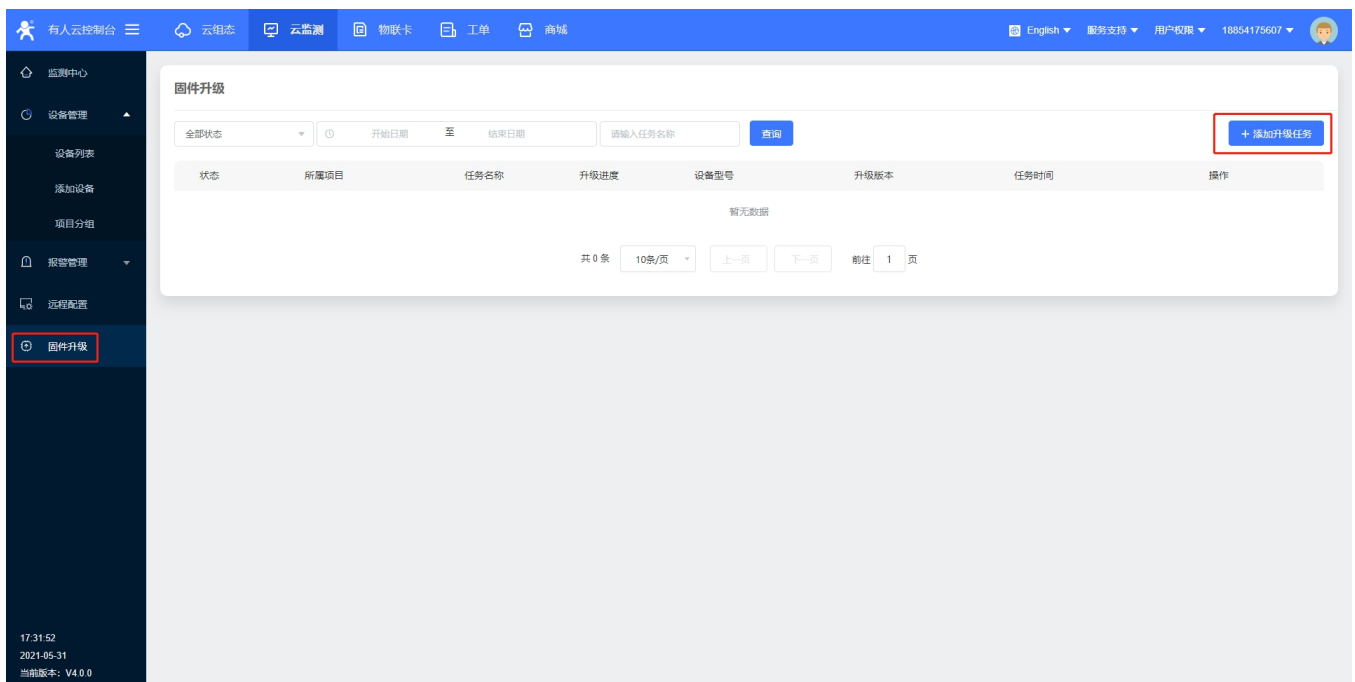 有人云控制台 云组态 云监测 物联卡 工单 商城 English 服务支持 用户权限 18854175607
监测中心
设备管理
设备列表
添加设备
项目分组
报警管理
远程配置
固件升级
17:31:52
2021-05-31
当前版本：V4.0.0
固件升级
全部状态 开始日期 至 结束日期 请输入任务名称 查询 + 添加升级任务
状态 所属项目 任务名称 升级进度 设备型号 升级版本 任务时间 操作
暂无数据
共 0 条 10条/页 上一页 下一页 前往 1 页